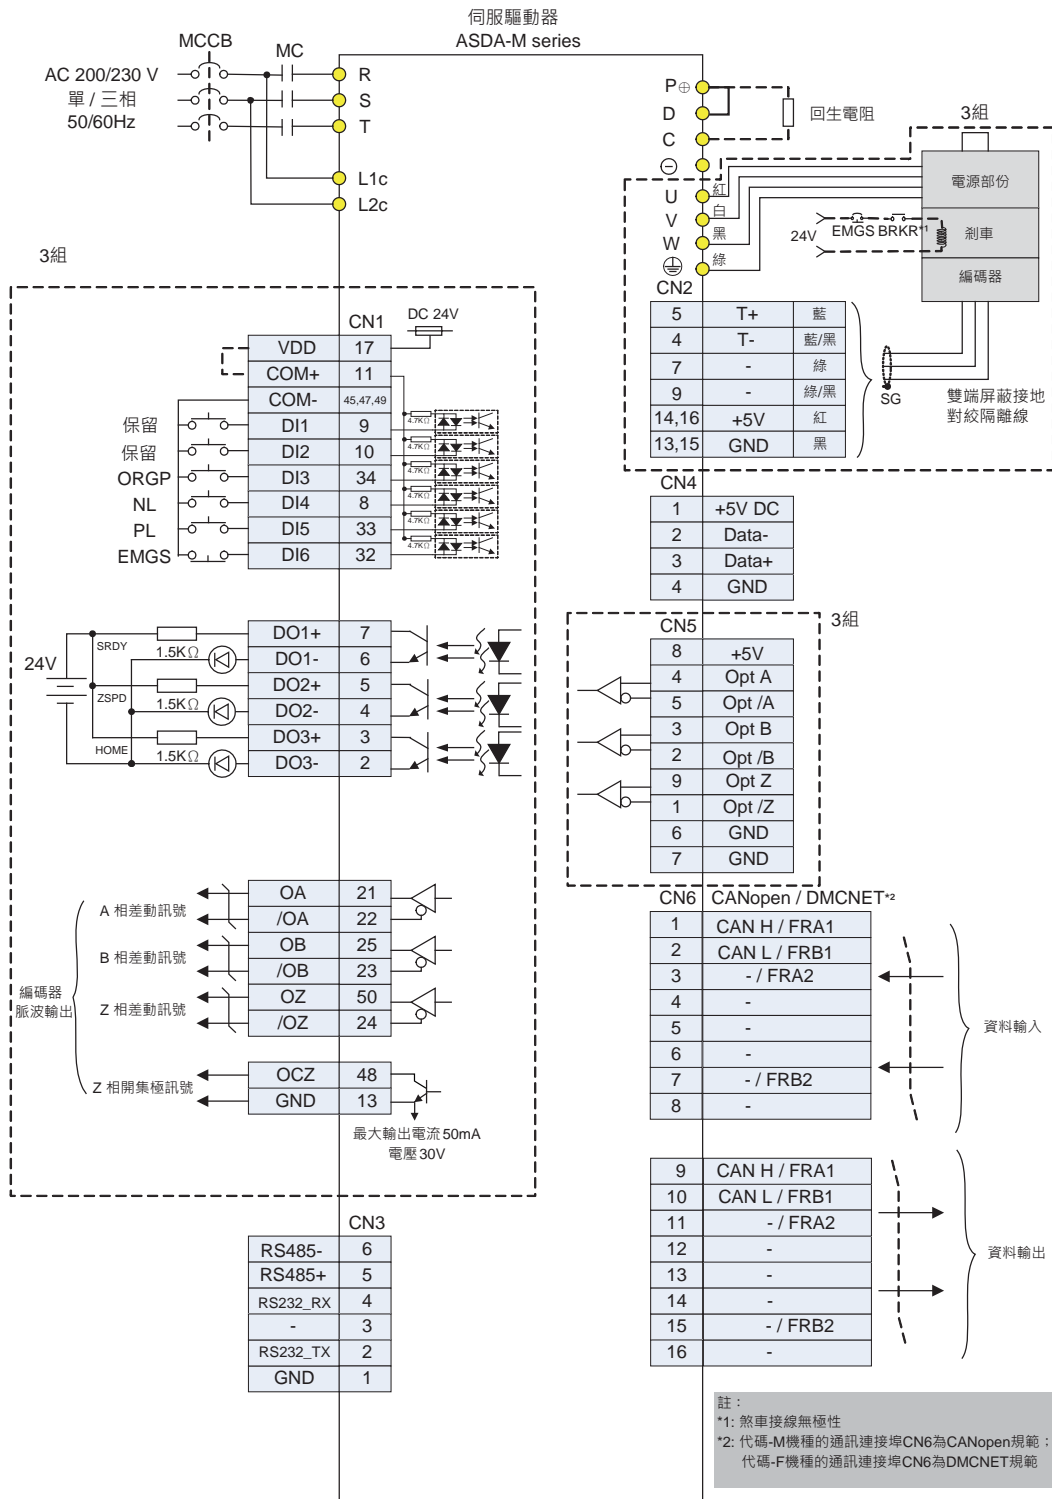 伺服驅動器
ASDA-M series
MCCB
MC
AC 200/230 V
單 / 三相
50/60Hz
R
S
T
L1c
L2c
P⊕
D
C
⊖
回生電阻
3組
U 紅
V 白
W 黑
綠
電源部份
24V EMGS BRKR*1
剎車
編碼器
CN2
5 T+ 藍
4 T- 藍/黑
7 - 綠
9 - 綠/黑
14,16 +5V 紅
13,15 GND 黑
SG
雙端屏蔽接地
對絞隔離線
3組
CN1
DC 24V
VDD 17
COM+ 11
COM- 45,47,49
保留 DI1 9 4.7KΩ
保留 DI2 10 4.7KΩ
ORGP DI3 34 4.7KΩ
NL DI4 8 4.7KΩ
PL DI5 33 4.7KΩ
EMGS DI6 32 4.7KΩ
CN4
1 +5V DC
2 Data-
3 Data+
4 GND
24V
SRDY DO1+ 7
1.5KΩ DO1- 6
ZSPD DO2+ 5
1.5KΩ DO2- 4
HOME DO3+ 3
1.5KΩ DO3- 2
3組
CN5
8 +5V
4 Opt A
5 Opt /A
3 Opt B
2 Opt /B
9 Opt Z
1 Opt /Z
6 GND
7 GND
編碼器
脈波輸出
A 相差動訊號
OA 21
/OA 22
B 相差動訊號
OB 25
/OB 23
Z 相差動訊號
OZ 50
/OZ 24
Z 相開集極訊號
OCZ 48
GND 13
最大輸出電流50mA
電壓30V
CN6 CANopen / DMCNET*2
1 CAN H / FRA1
2 CAN L / FRB1
3 - / FRA2
4 -
5 -
6 -
7 - / FRB2
8 -
資料輸入
9 CAN H / FRA1
10 CAN L / FRB1
11 - / FRA2
12 -
13 -
14 -
15 - / FRB2
16 -
資料輸出
CN3
RS485- 6
RS485+ 5
RS232_RX 4
- 3
RS232_TX 2
GND 1
註：
*1: 煞車接線無極性
*2: 代碼-M機種的通訊連接埠CN6為CANopen規範；
代碼-F機種的通訊連接埠CN6為DMCNET規範